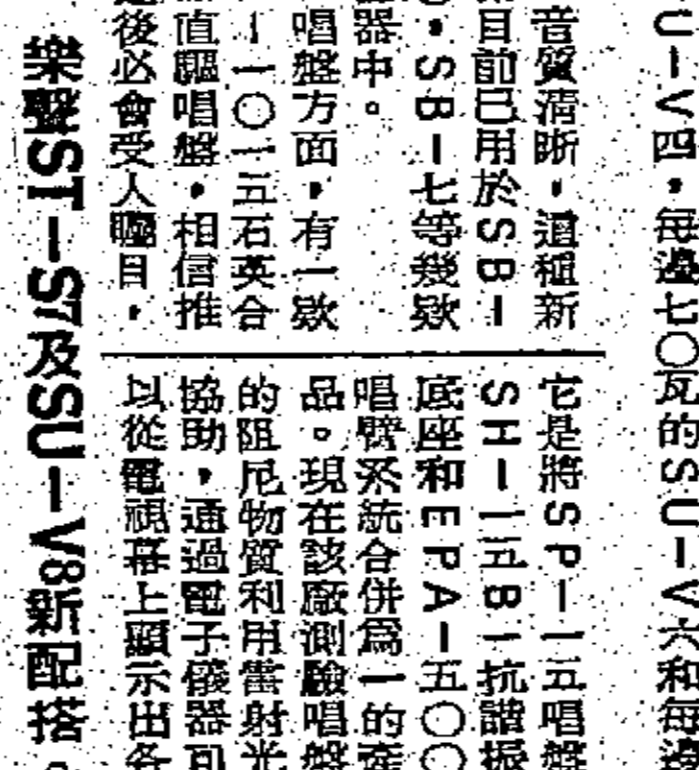 U–V四，每邊七〇瓦的SU–V六和每邊
音質清晰，這種新
目前已用於SB–
，SB–七等幾款
器中。
唱盤方面，有一款
–一〇一五石英合
直驅唱盤，相信推
後必會受人矚目，
它是將SP–一五唱盤
SH–一五B1抗諧振
底座和EPA–五〇〇
唱臂系統合併爲一的產
品。現在該廠測驗唱盤
的阻尼物質利用雷射光
協助，通過電子儀器可
以從電視幕上顯示出各
樂聲ST–S7及SU–V8新配搭。